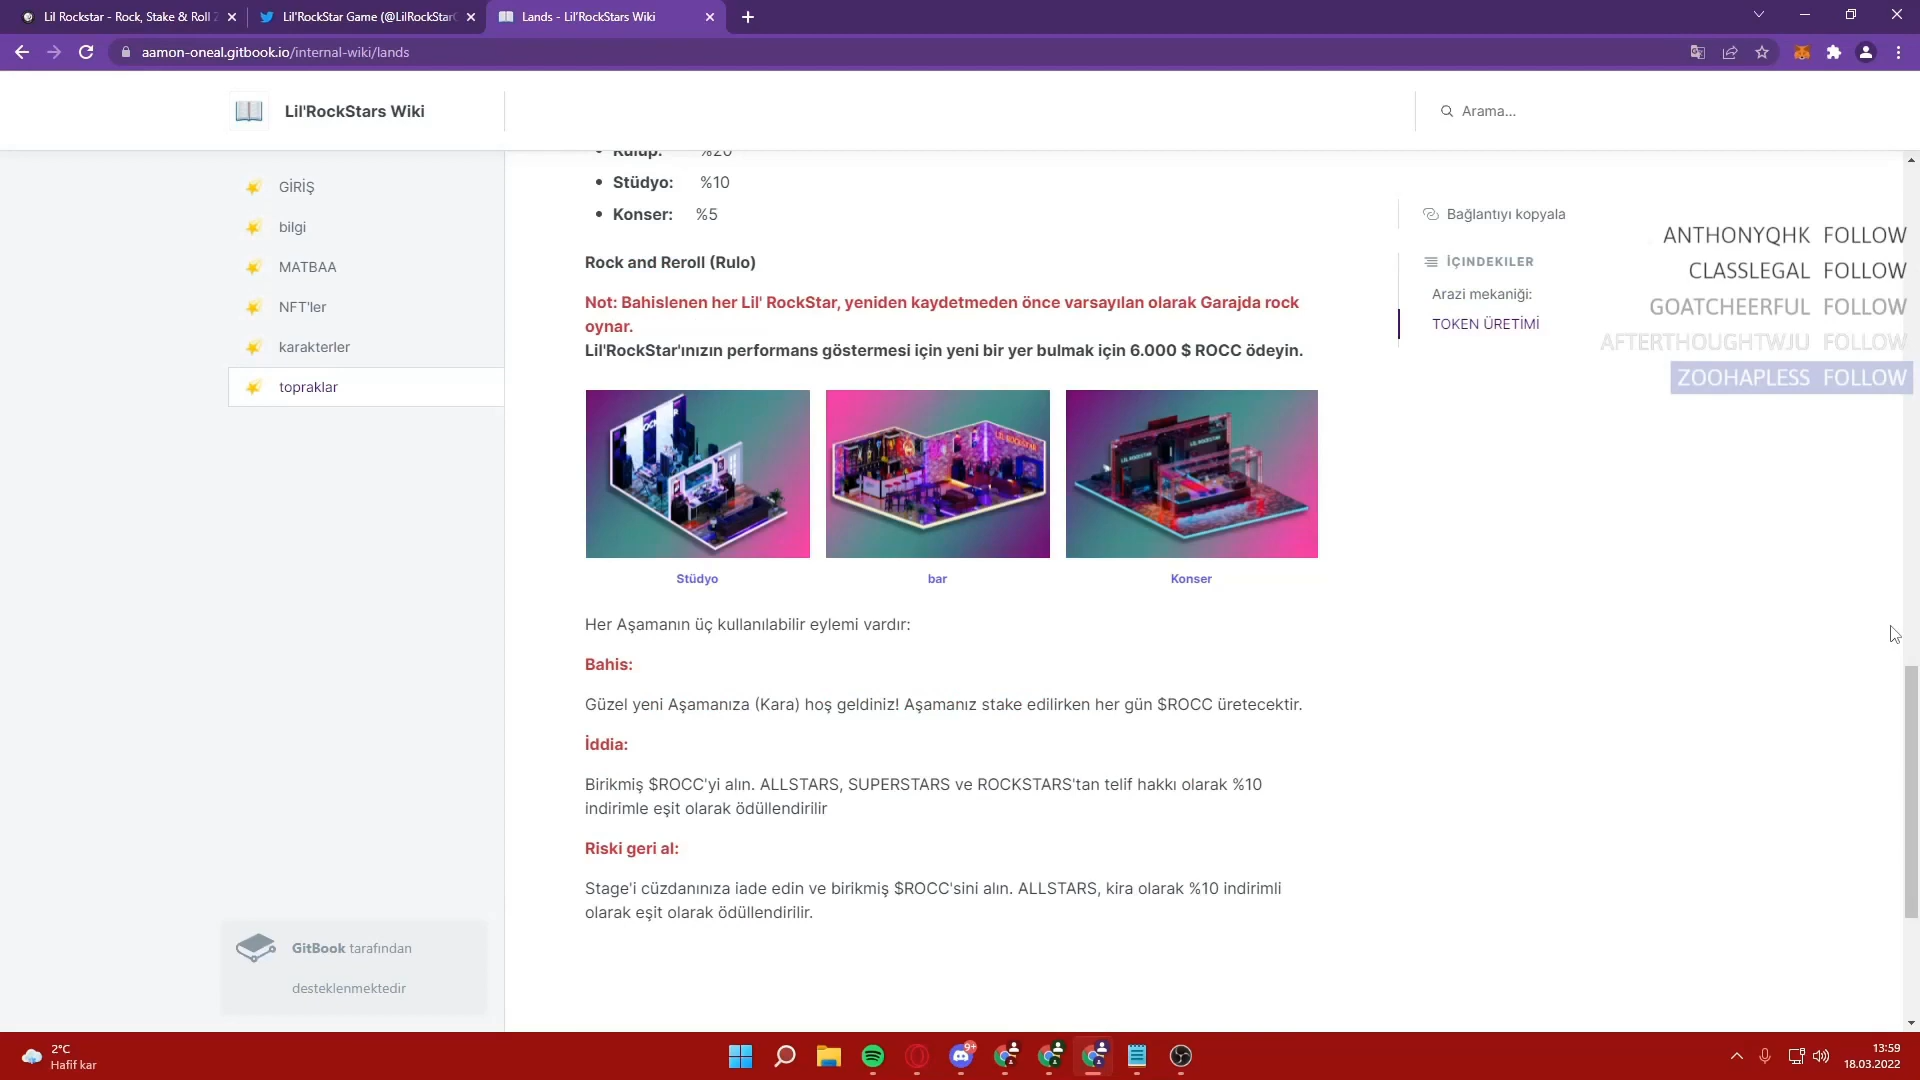 Lil Rockstar - Rock, Stake & Roll
Lil'RockStar Game (@LilRockStar
Lands - Lil'RockStars Wiki
aamon-oneal.gitbook.io/internal-wiki/lands
Lil'RockStars Wiki
Arama...
GİRİŞ
bilgi
MATBAA
NFT'ler
karakterler
topraklar
Kulüp: %20
Stüdyo: %10
Konser: %5
Rock and Reroll (Rulo)
Not: Bahislenen her Lil' RockStar, yeniden kaydetmeden önce varsayılan olarak Garajda rock
oynar.
Lil'RockStar'ınızın performans göstermesi için yeni bir yer bulmak için 6.000 $ ROCC ödeyin.
LIL ROCKSTAR
LIL ROCKSTAR
Stüdyo
bar
Konser
Her Aşamanın üç kullanılabilir eylemi vardır:
Bahis:
Güzel yeni Aşamanıza (Kara) hoş geldiniz! Aşamanız stake edilirken her gün $ROCC üretecektir.
İddia:
Birikmiş $ROCC'yi alın. ALLSTARS, SUPERSTARS ve ROCKSTARS'tan telif hakkı olarak %10
indirimle eşit olarak ödüllendirilir
Riski geri al:
Stage'i cüzdanınıza iade edin ve birikmiş $ROCC'sini alın. ALLSTARS, kira olarak %10 indirimli
olarak eşit olarak ödüllendirilir.
Bağlantıyı kopyala
İÇINDEKILER
Arazi mekaniği:
TOKEN ÜRETİMİ
ANTHONYQHK FOLLOW
CLASSLEGAL FOLLOW
GOATCHEERFUL FOLLOW
AFTERTHOUGHTWJU FOLLOW
ZOOHAPLESS FOLLOW
GitBook tarafından
desteklenmektedir
2°C
Hafif kar
9+
13:59
18.03.2022